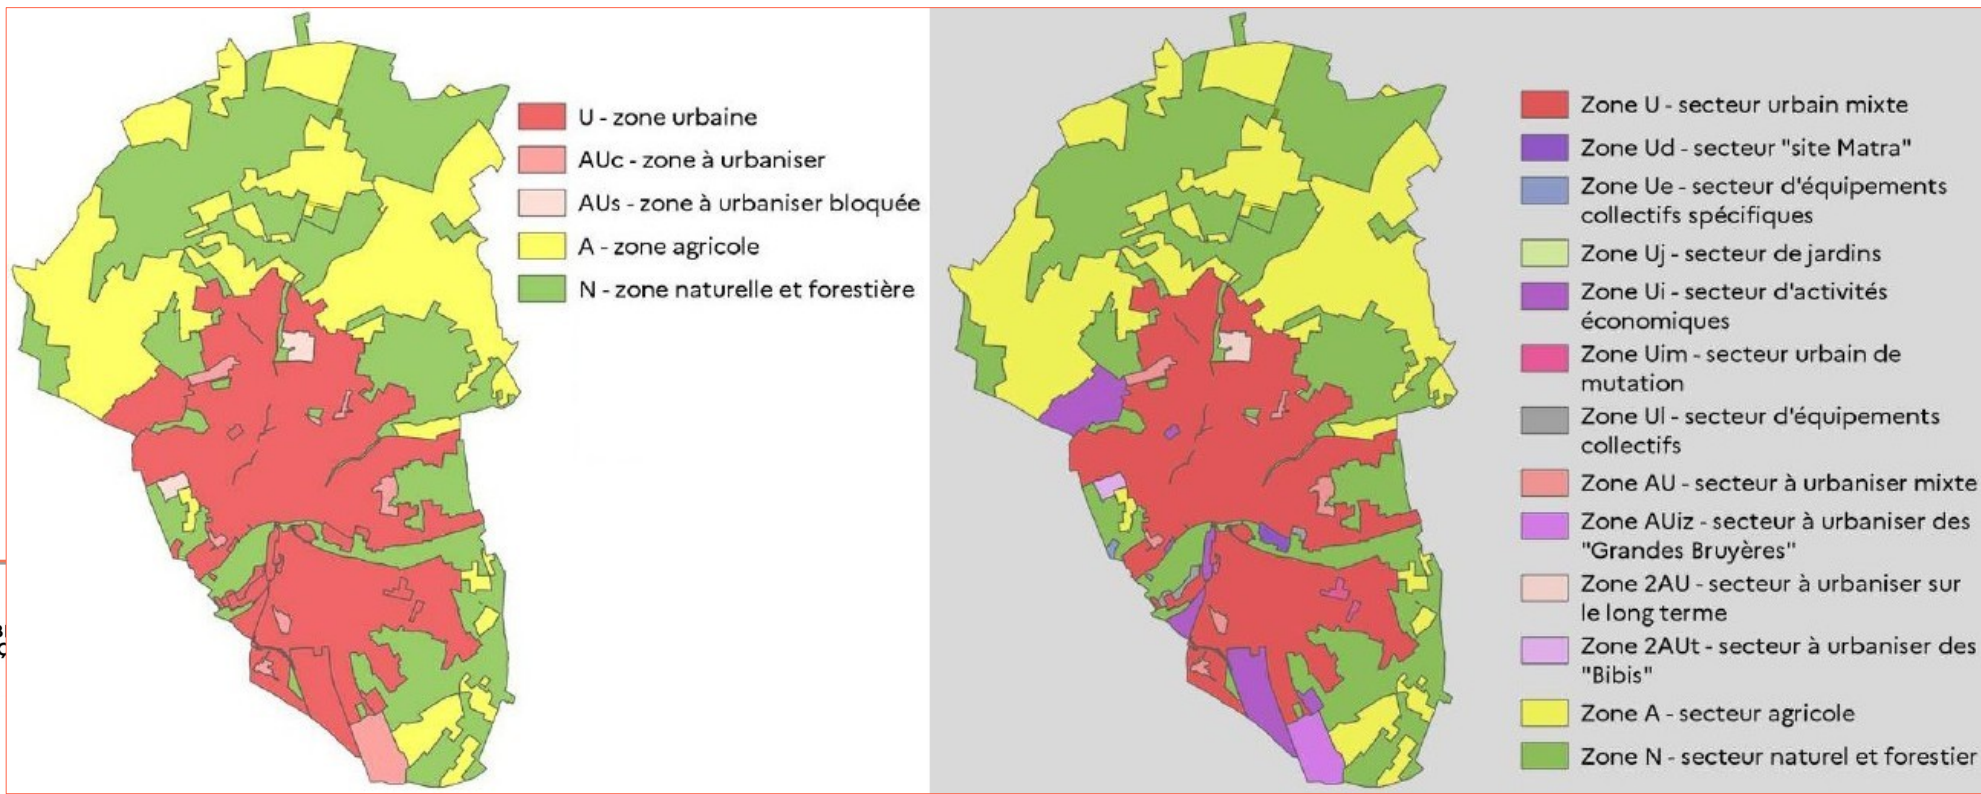 U - zone urbaine
AUc - zone à urbaniser
AUs - zone à urbaniser bloquée
A - zone agricole
N - zone naturelle et forestière
Zone U - secteur urbain mixte
Zone Ud - secteur "site Matra"
Zone Ue - secteur d'équipements
collectifs spécifiques
Zone Uj - secteur de jardins
Zone Ui - secteur d'activités
économiques
Zone Uim - secteur urbain de
mutation
Zone Ul - secteur d'équipements
collectifs
Zone AU - secteur à urbaniser mixte
Zone AUiz - secteur à urbaniser des
"Grandes Bruyères"
Zone 2AU - secteur à urbaniser sur
le long terme
Zone 2AUt - secteur à urbaniser des
"Bibis"
Zone A - secteur agricole
Zone N - secteur naturel et forestier